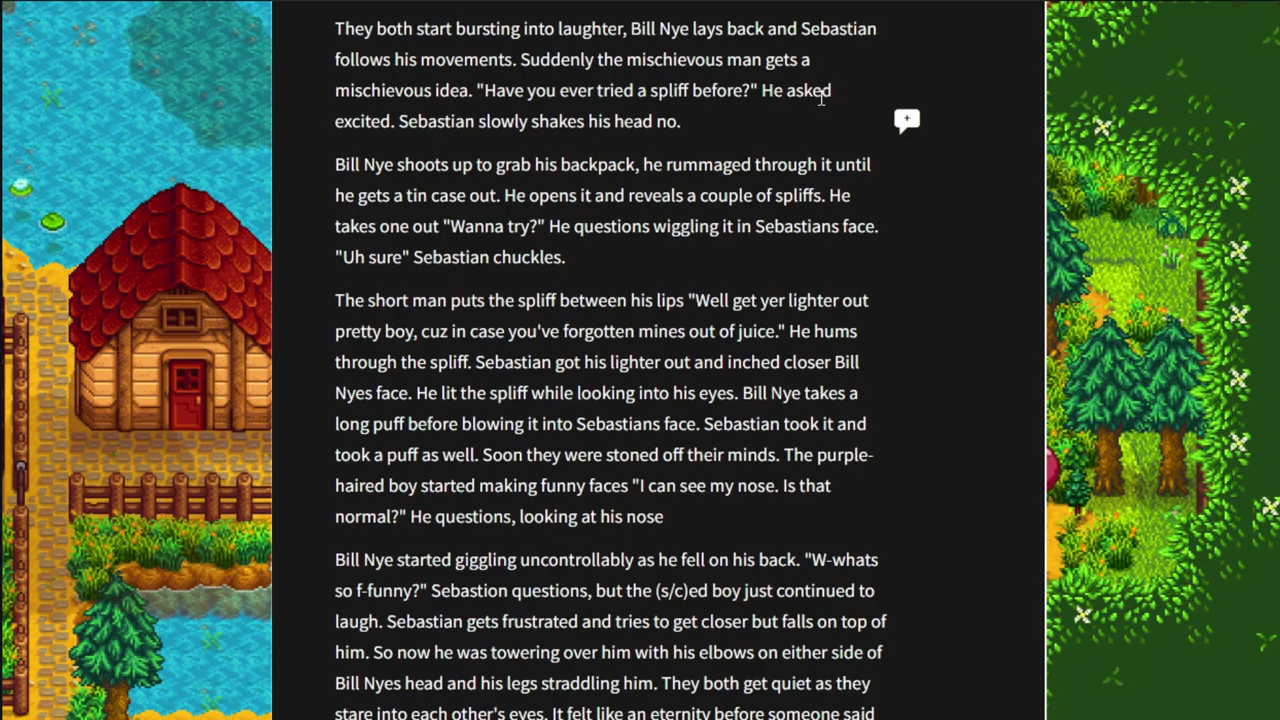 They both start bursting into laughter, Bill Nye lays back and Sebastian
follows his movements. Suddenly the mischievous man gets a
mischievous idea. "Have you ever tried a spliff before?" He asked
excited. Sebastian slowly shakes his head no.
Bill Nye shoots up to grab his backpack, he rummaged through it until
he gets a tin case out. He opens it and reveals a couple of spliffs. He
takes one out "Wanna try?" He questions wiggling it in Sebastians face.
"Uh sure" Sebastian chuckles.
The short man puts the spliff between his lips "Well get yer lighter out
pretty boy, cuz in case you've forgotten mines out of juice." He hums
through the spliff. Sebastian got his lighter out and inched closer Bill
Nyes face. He lit the spliff while looking into his eyes. Bill Nye takes a
long puff before blowing it into Sebastians face. Sebastian took it and
took a puff as well. Soon they were stoned off their minds. The purple-
haired boy started making funny faces "I can see my nose. Is that
normal?" He questions, looking at his nose
Bill Nye started giggling uncontrollably as he fell on his back. "W-whats
so f-funny?" Sebastion questions, but the (s/c)ed boy just continued to
laugh. Sebastian gets frustrated and tries to get closer but falls on top of
him. So now he was towering over him with his elbows on either side of
Bill Nyes head and his legs straddling him. They both get quiet as they
stare into each other's eyes. It felt like an eternity before someone said